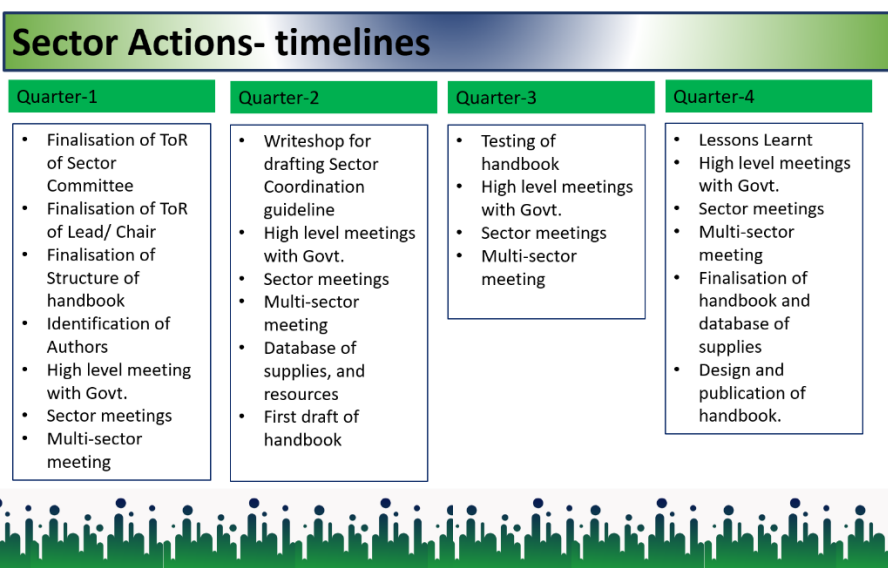 Sector Actions- timelines
Quarter-1
• Finalisation of ToR
of Sector
Committee
• Finalisation of ToR
of Lead/ Chair
• Finalisation of
Structure of
handbook
• Identification of
Authors
• High level meeting
with Govt.
• Sector meetings
• Multi-sector
meeting
Quarter-2
• Writeshop for
drafting Sector
Coordination
guideline
• High level meetings
with Govt.
• Sector meetings
• Multi-sector
meeting
• Database of
supplies, and
resources
• First draft of
handbook
Quarter-3
• Testing of
handbook
• High level meetings
with Govt.
• Sector meetings
• Multi-sector
meeting
Quarter-4
• Lessons Learnt
• High level meetings
with Govt.
• Sector meetings
• Multi-sector
meeting
• Finalisation of
handbook and
database of
supplies
• Design and
publication of
handbook.